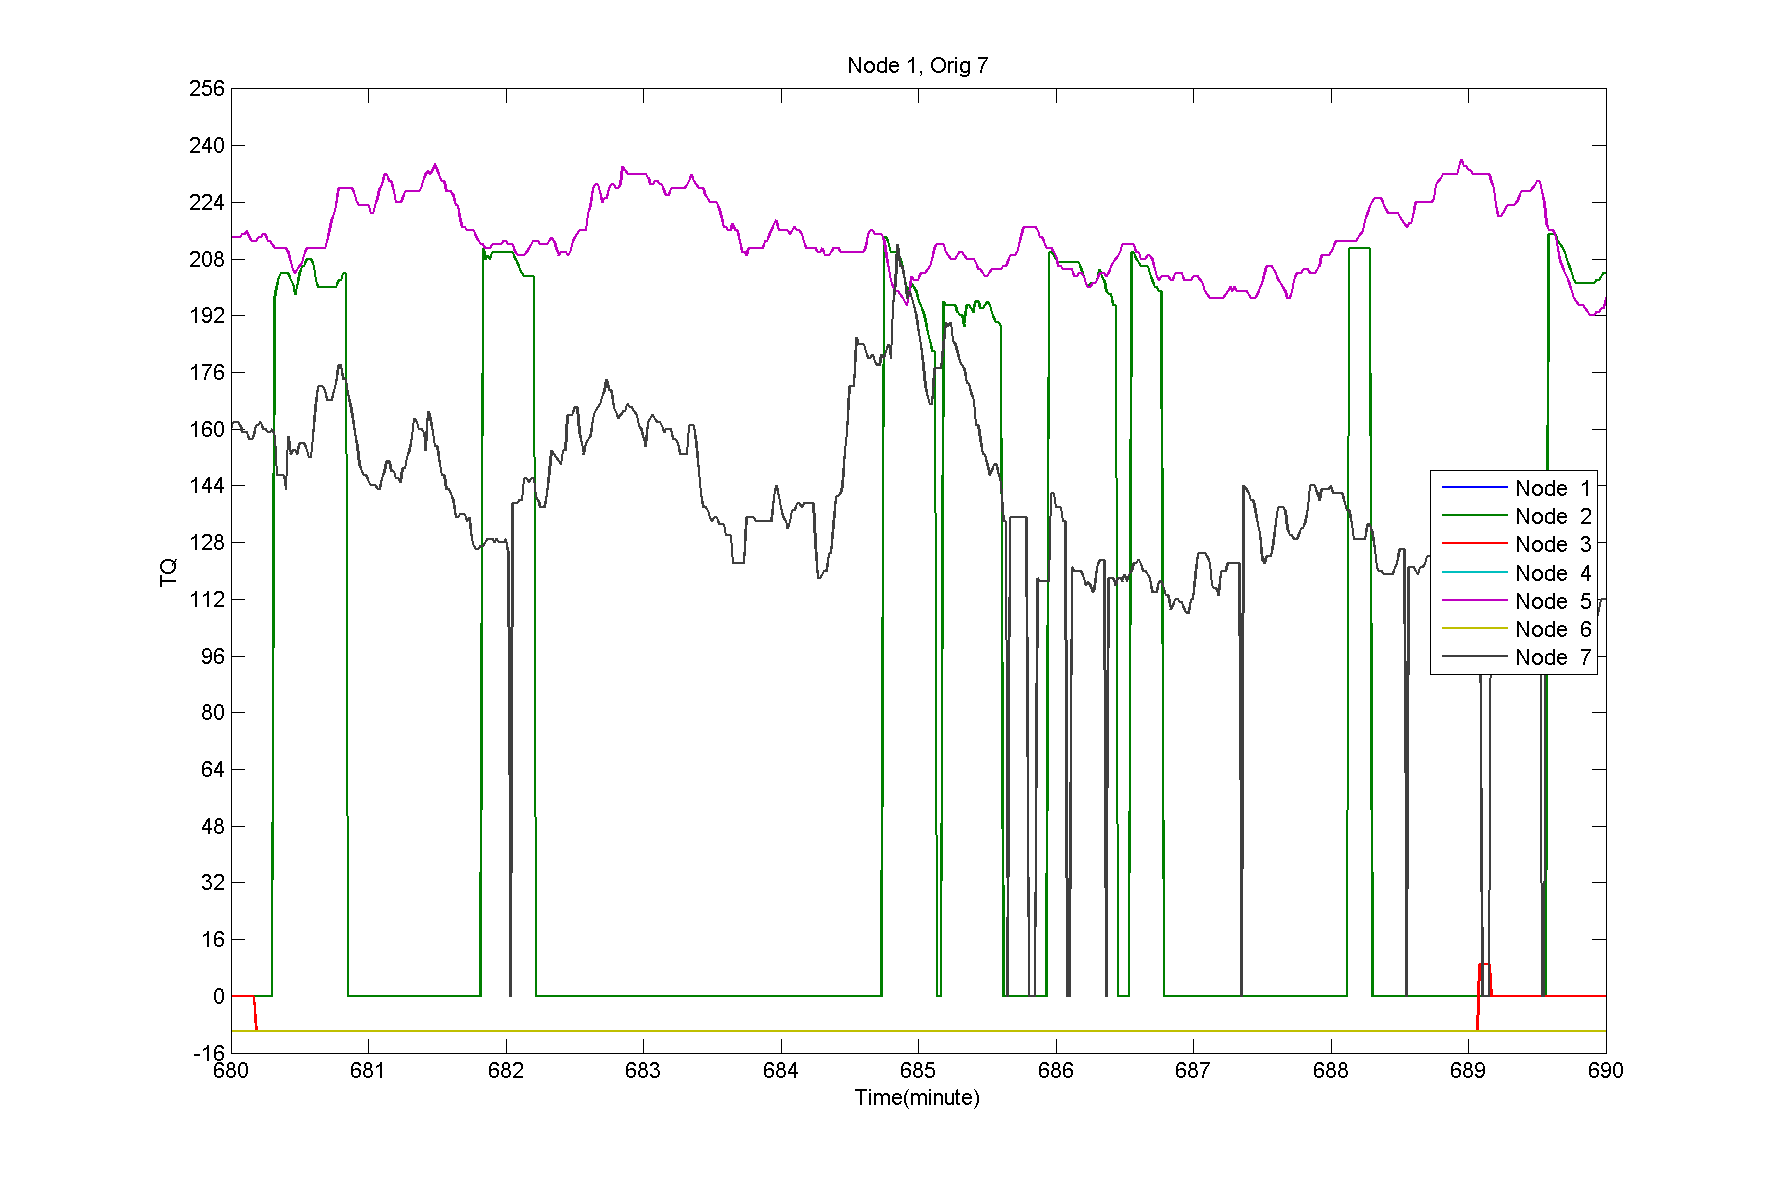 Node 1, Orig 7
256
240
224
208
192
176
160
144
128
112
96
80
64
48
32
16
0
-16
TQ
Node 1
Node 2
Node 3
Node 4
Node 5
Node 6
Node 7
680 681 682 683 684 685 686 687 688 689 690
Time(minute)